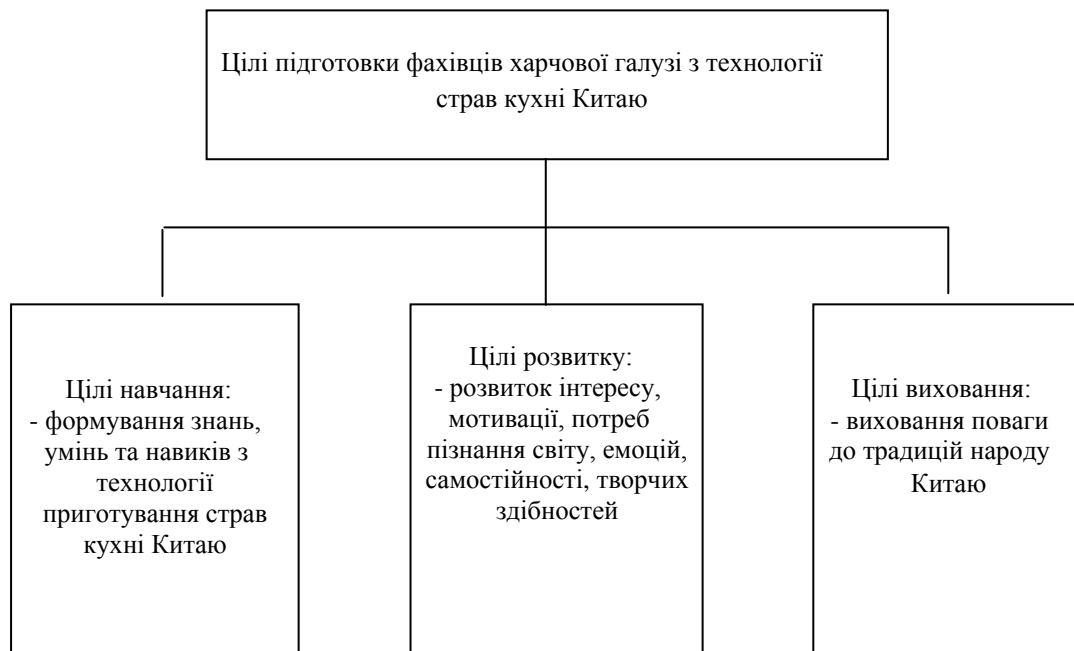 Цілі підготовки фахівців харчової галузі з технології
страв кухні Китаю
Цілі навчання:
- формування знань,
умінь та навиків з
технології
приготування страв
кухні Китаю
Цілі розвитку:
- розвиток інтересу,
мотивації, потреб
пізнання світу, емоцій,
самостійності, творчих
здібностей
Цілі виховання:
- виховання поваги
до традицій народу
Китаю